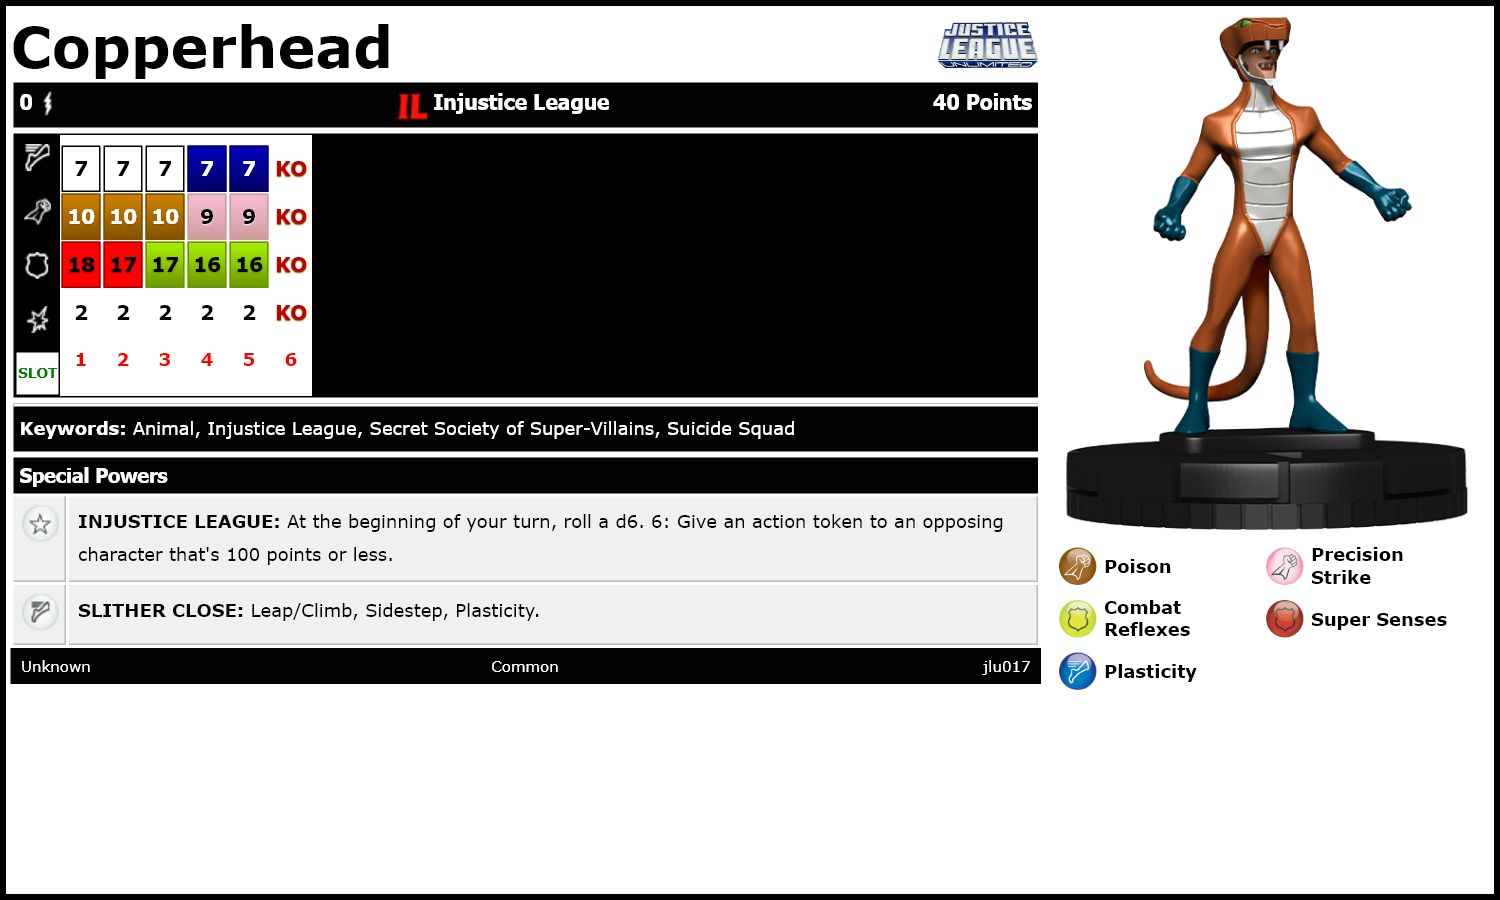 Copperhead
JUSTICE
LEAGUE
UNLIMITED
0 IL Injustice League 40 Points
7 7 7 7 7 KO
10 10 10 9 9 KO
18 17 17 16 16 KO
2 2 2 2 2 KO
1 2 3 4 5 6
SLOT
Keywords: Animal, Injustice League, Secret Society of Super-Villains, Suicide Squad
Special Powers
INJUSTICE LEAGUE: At the beginning of your turn, roll a d6. 6: Give an action token to an opposing
character that's 100 points or less.
SLITHER CLOSE: Leap/Climb, Sidestep, Plasticity.
Unknown Common jlu017
Poison
Precision
Strike
Combat
Reflexes
Super Senses
Plasticity